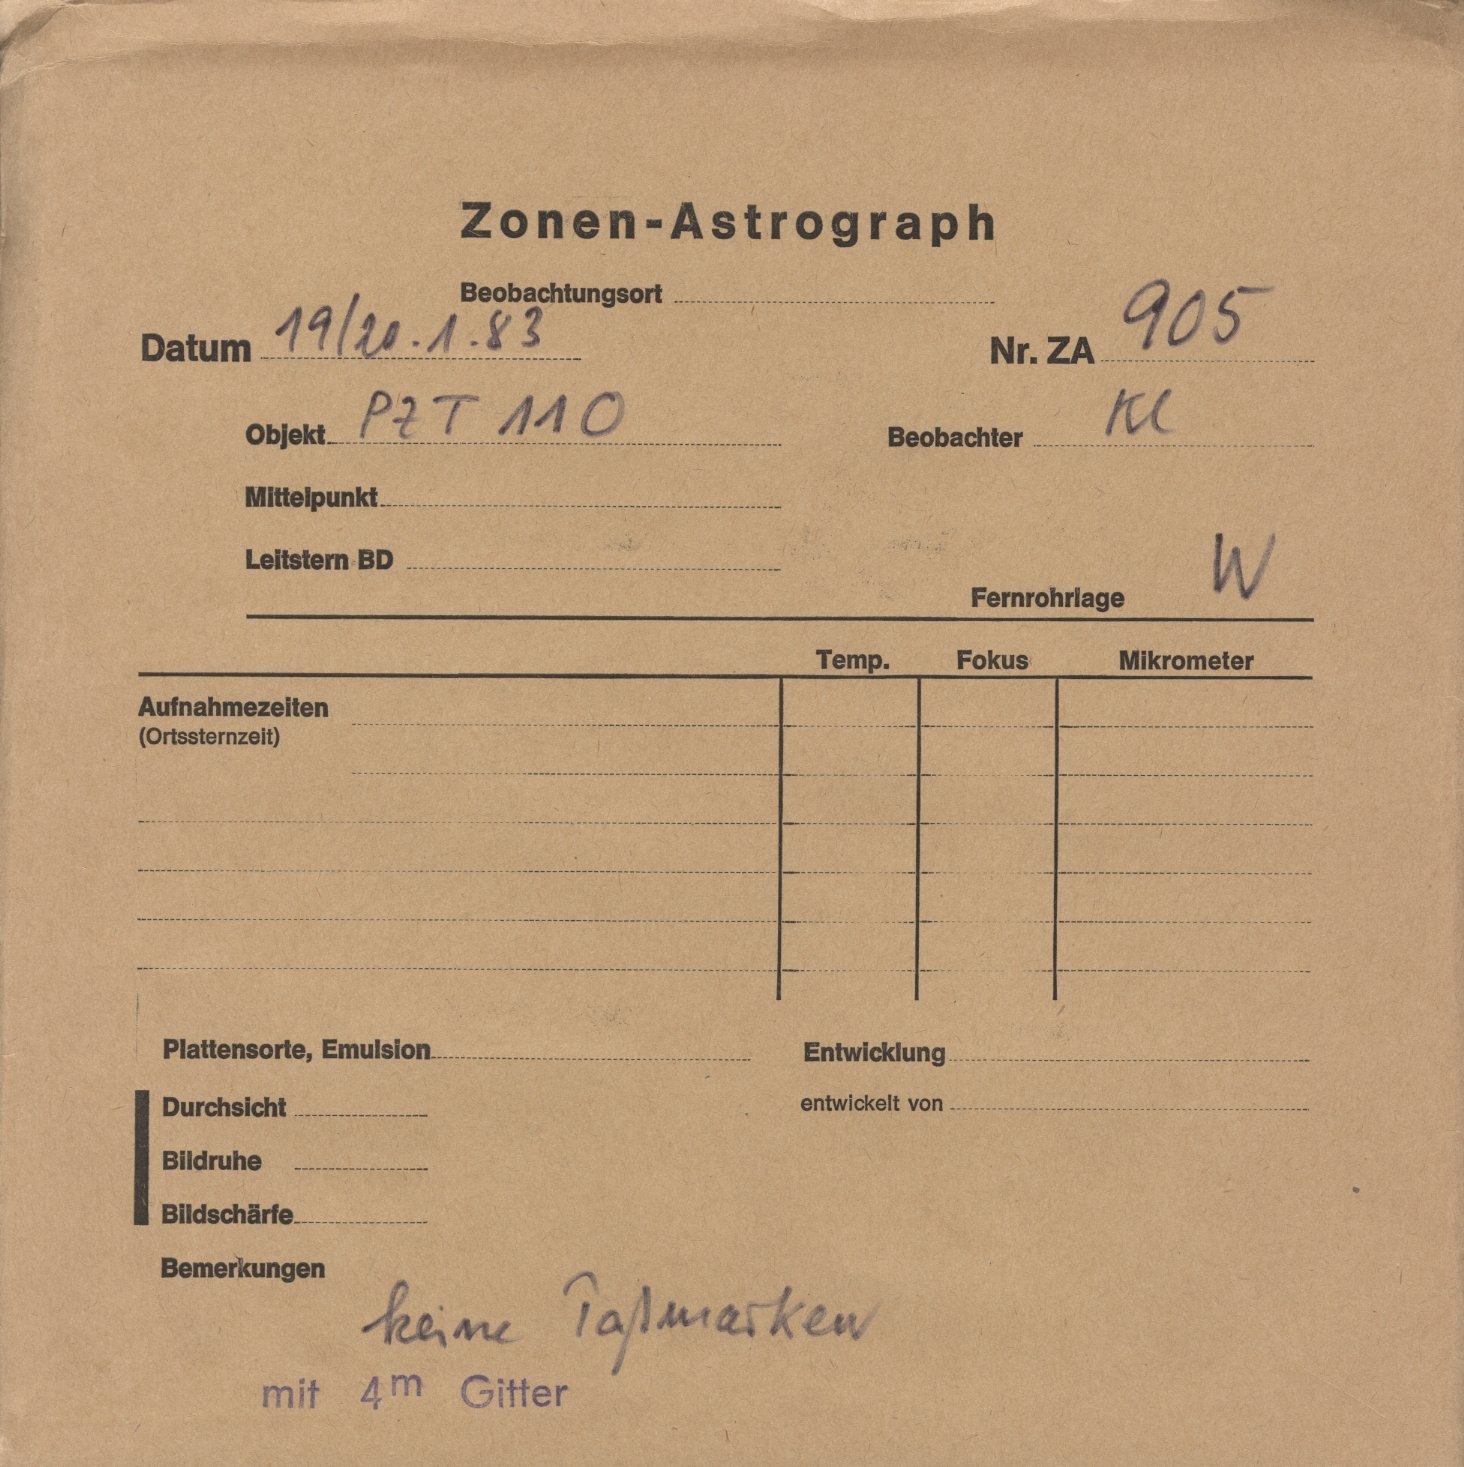 Zonen-Astrograph
Beobachtungsort
Datum 19/20.1.83 Nr. ZA 905
Objekt PZT 110 Beobachter Kl
Mittelpunkt
Leitstern BD
Fernrohrlage W
Temp. Fokus Mikrometer
Aufnahmezeiten
(Ortssternzeit)
Plattensorte, Emulsion Entwicklung
Durchsicht entwickelt von
Bildruhe
Bildschärfe
Bemerkungen
keine Paßmarken
mit 4m Gitter